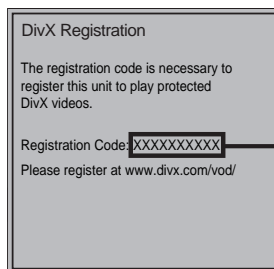 DivX Registration
The registration code is necessary to
register this unit to play protected
DivX videos.
Registration Code: XXXXXXXXXX
Please register at www.divx.com/vod/